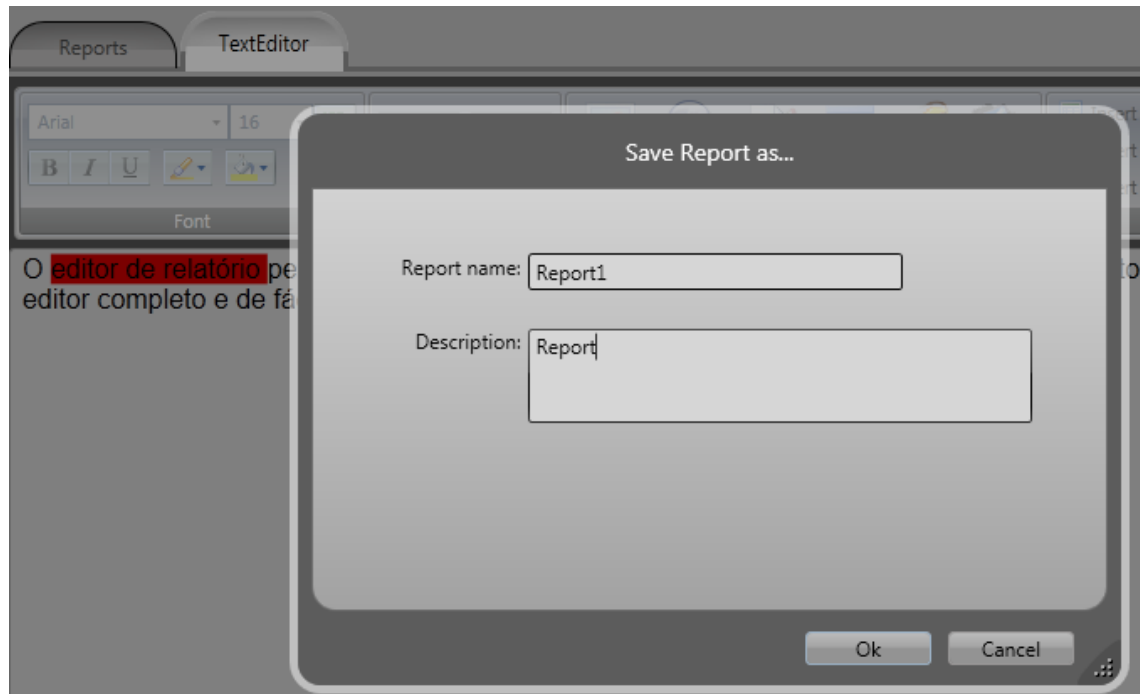 Reports
TextEditor
Arial
16
B I U
Font
Save Report as...
Report name: Report1
Description: Report
O editor de relatório pe
editor completo e de fá
Ok
Cancel